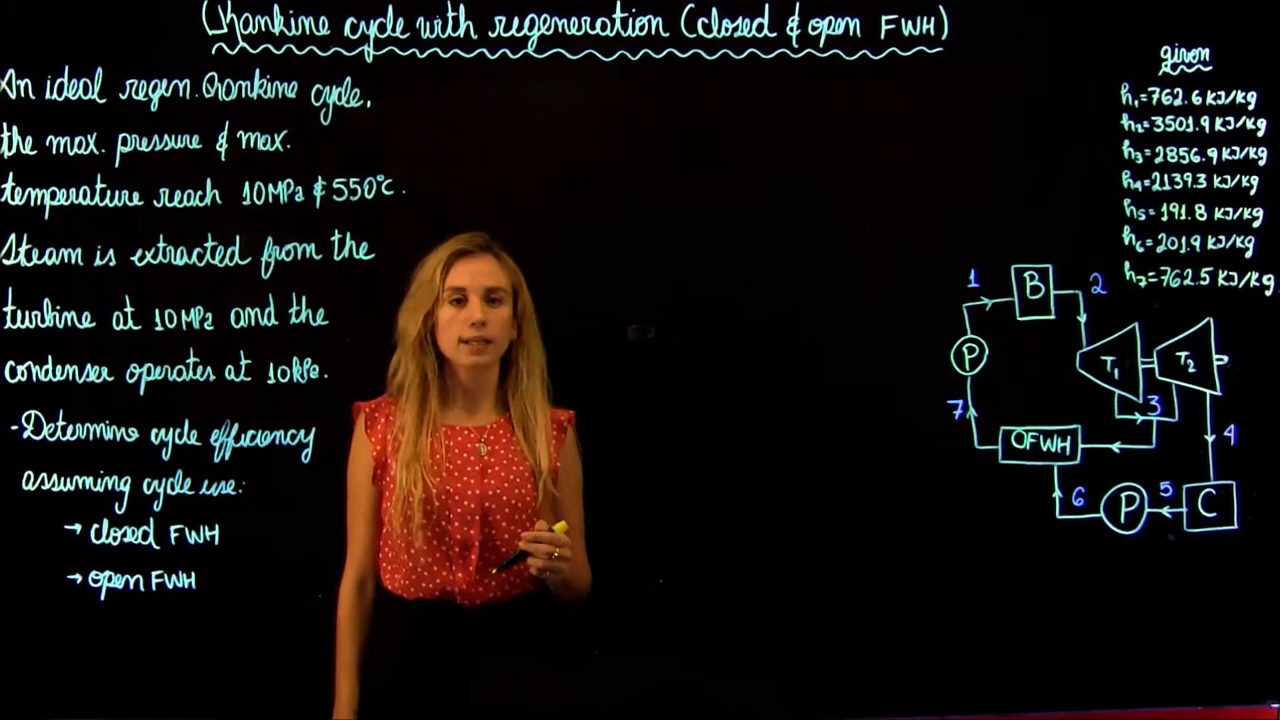 Rankine cycle with regeneration (closed & open FWH)
An ideal regen. Rankine cycle,
the max. pressure & max.
temperature reach 10MPa & 550°C.
Steam is extracted from the
turbine at 10MPa and the
condenser operates at 10kPa.
-Determine cycle efficiency
assuming cycle use:
→ closed FWH
→ open FWH
given
h₁=762.6 KJ/kg
h₂=3501.9 KJ/kg
h₃=2856.9 KJ/kg
h₄=2139.3 KJ/kg
h₅=191.8 KJ/kg
h₆=201.9 KJ/kg
h₇=762.5 KJ/kg
1 B 2
P T₁ T₂
7 3
OFWH 4
6 P 5 C